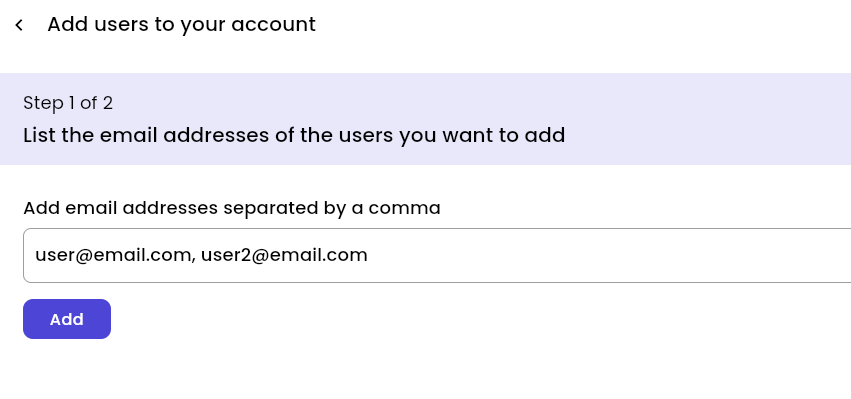 Add users to your account
Step 1 of 2
List the email addresses of the users you want to add
Add email addresses separated by a comma
user@email.com, user2@email.com
Add